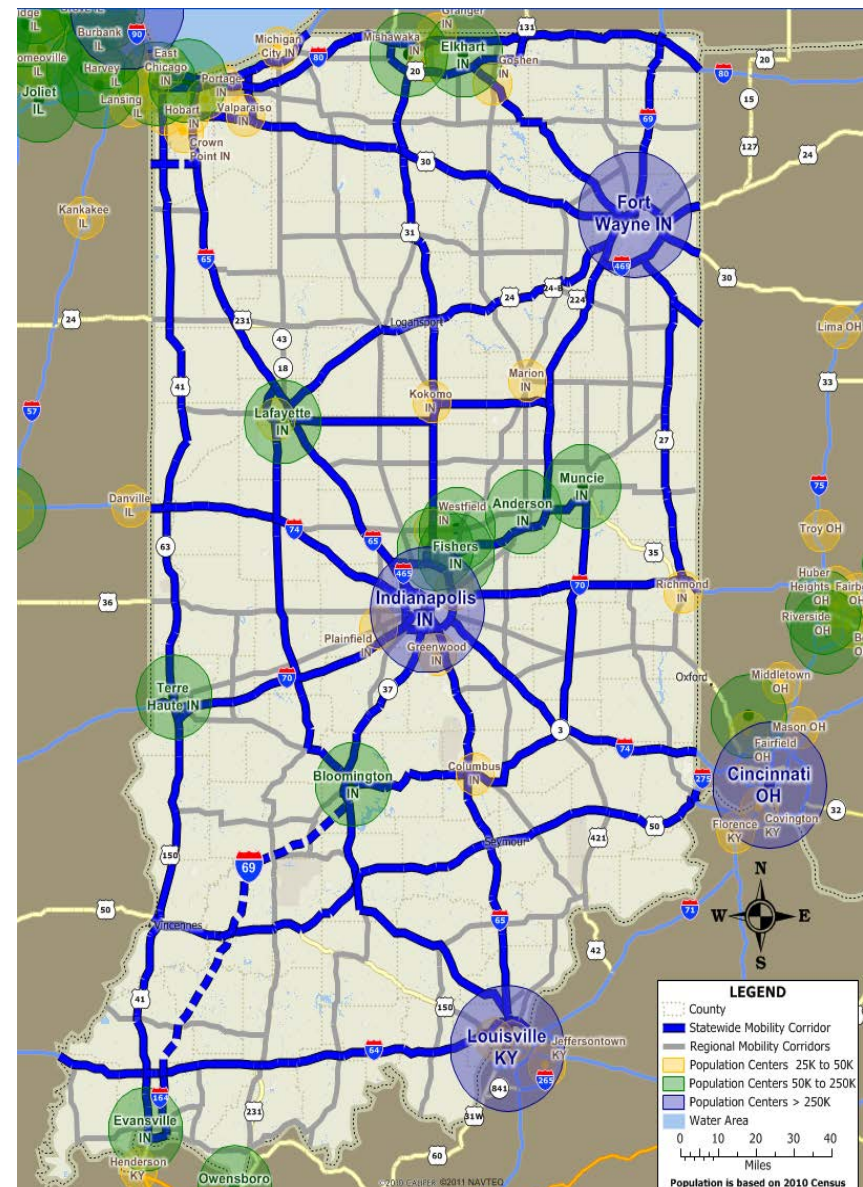 Burbank
IL
90
IL
Romeoville
IL
Harvey
IL
Joliet
IL
Lansing
IL
East
Chicago
IN
Hobart
IN
Crown
Point IN
Portage
IN
Valparaiso
IN
Michigan
City IN
80
Mishawaka
IN
Granger
IN
Elkhart
IN
Goshen
IN
131
20
20
80
15
69
127
24
30
Kankakee
IL
Fort
Wayne IN
469
30
31
65
24
24-B
224
24
231
43
18
Logansport
41
57
Lima OH
33
Marion
IN
Kokomo
IN
Lafayette
IN
27
75
Muncie
IN
Anderson
IN
Westfield
IN
Fishers
IN
Danville
IL
74
65
465
63
35
Troy OH
Huber
Heights
OH
Riverside
OH
36
70
Richmond
IN
Indianapolis
IN
Plainfield
IN
Greenwood
IN
Terre
Haute IN
70
37
Oxford
Middletown
OH
Mason OH
Fairfield
OH
3
74
Columbus
IN
Bloomington
IN
275
Cincinnati
OH
Florence
KY
Covington
KY
32
150
69
50
421
Seymour
50
Vincennes
65
71
N
W
E
S
42
41
150
64
Louisville
KY
Jeffersontown
KY
265
841
31W
164
231
60
Evansville
IN
Henderson
KY
Owensboro
LEGEND
County
Statewide Mobility Corridor
Regional Mobility Corridors
Population Centers 25K to 50K
Population Centers 50K to 250K
Population Centers > 250K
Water Area
0 10 20 30 40
Miles
Population is based on 2010 Census
©2010 CALIPER ©2011 NAVTEQ